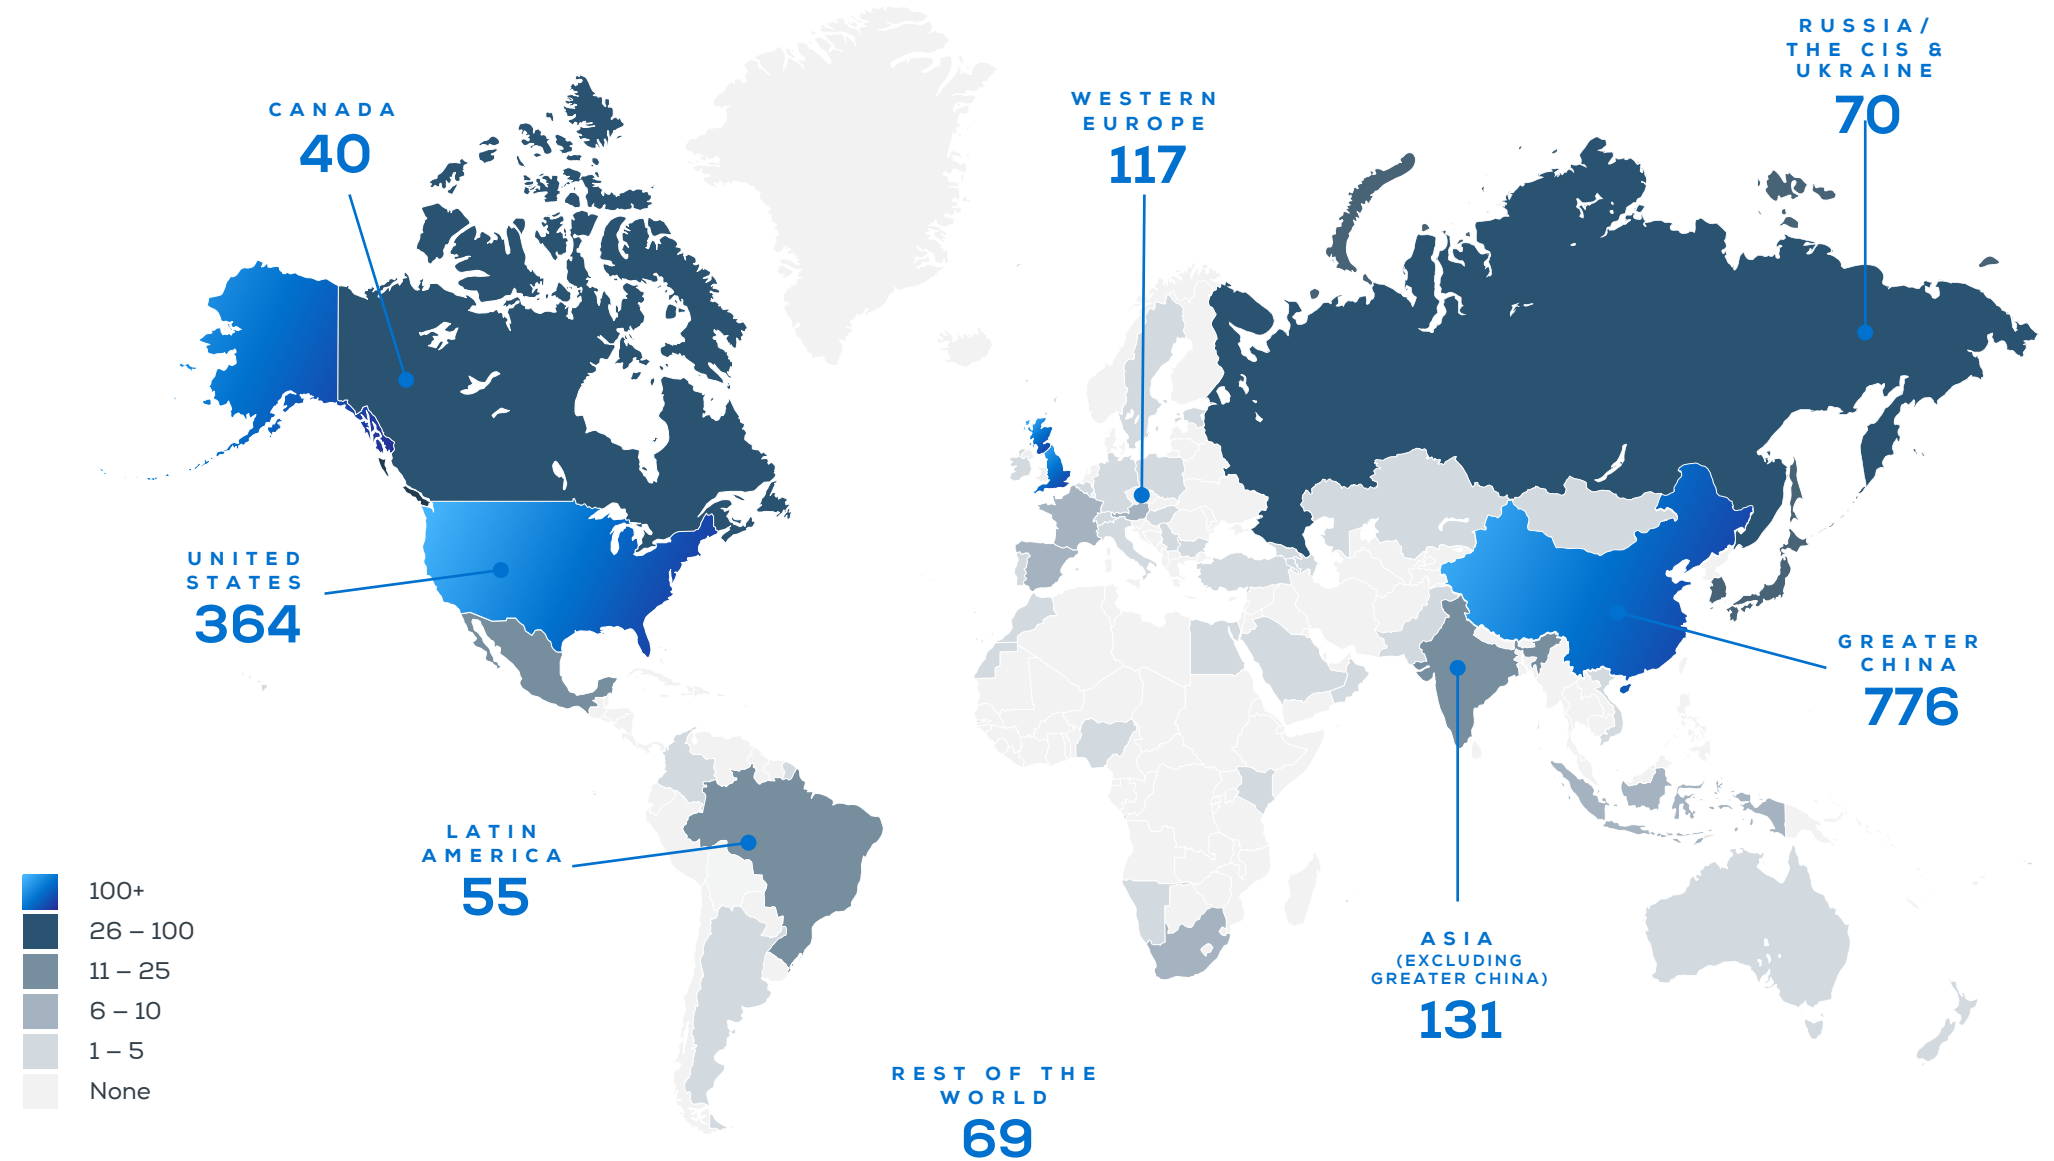 RUSSIA/
THE CIS &
UKRAINE
70
WESTERN
EUROPE
117
CANADA
40
UNITED
STATES
364
GREATER
CHINA
776
LATIN
AMERICA
55
ASIA
(EXCLUDING
GREATER CHINA)
131
REST OF THE
WORLD
69
100+
26 – 100
11 – 25
6 – 10
1 – 5
None